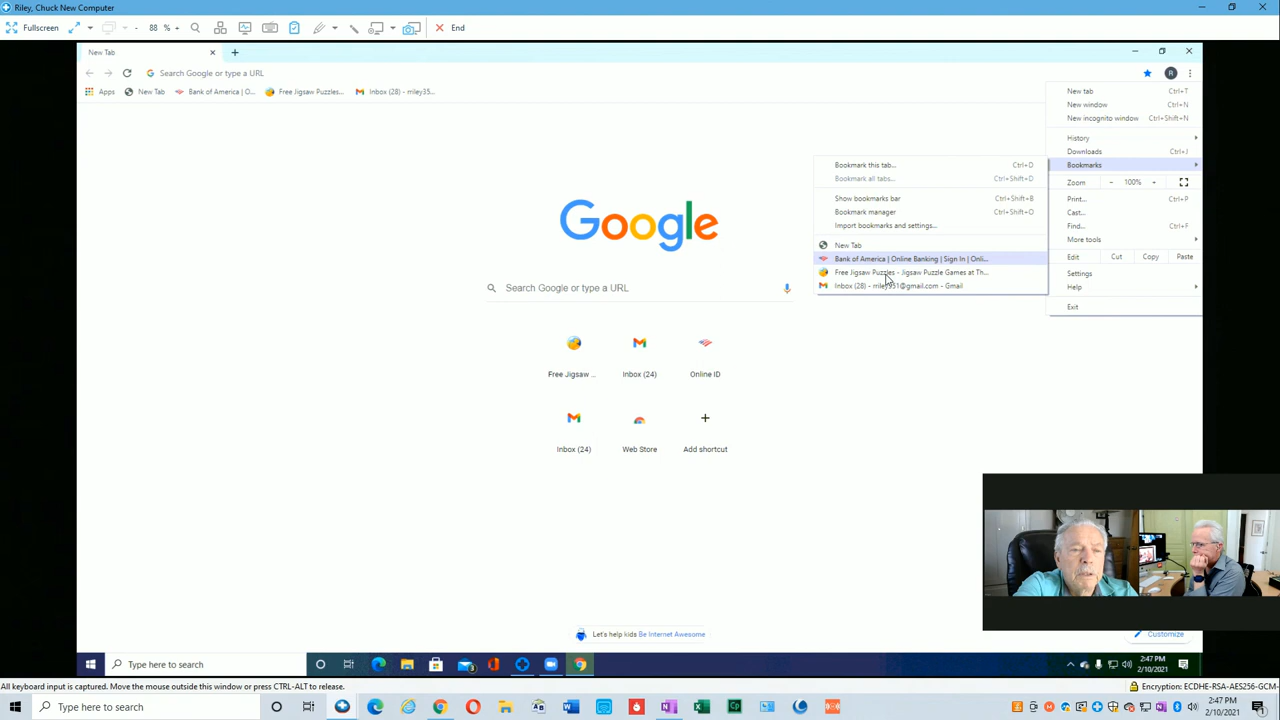 Riley, Chuck New Computer
Fullscreen - 88 % + End
New Tab
Search Google or type a URL
R
Apps New Tab Bank of America | O... Free Jigsaw Puzzles... Inbox (28) - rriley35...
New tab Ctrl+T
New window Ctrl+N
New incognito window Ctrl+Shift+N
History
Downloads Ctrl+J
Bookmarks
Zoom - 100% +
Print... Ctrl+P
Cast...
Find... Ctrl+F
More tools
Edit Cut Copy Paste
Settings
Help
Exit
Bookmark this tab... Ctrl+D
Bookmark all tabs... Ctrl+Shift+D
Show bookmarks bar Ctrl+Shift+B
Bookmark manager Ctrl+Shift+O
Import bookmarks and settings...
New Tab
Bank of America | Online Banking | Sign In | Onli...
Free Jigsaw Puzzles - Jigsaw Puzzle Games at Th...
Inbox (28) - Gmail
Google
Search Google or type a URL
Free Jigsaw ... Inbox (24) Online ID
Inbox (24) Web Store Add shortcut
Let's help kids Be Internet Awesome
Customize
Type here to search
2:47 PM
2/10/2021
All keyboard input is captured. Move the mouse outside this window or press CTRL-ALT to release.
Encryption: ECDHE-RSA-AES256-GCM-
Type here to search
2:47 PM
2/10/2021